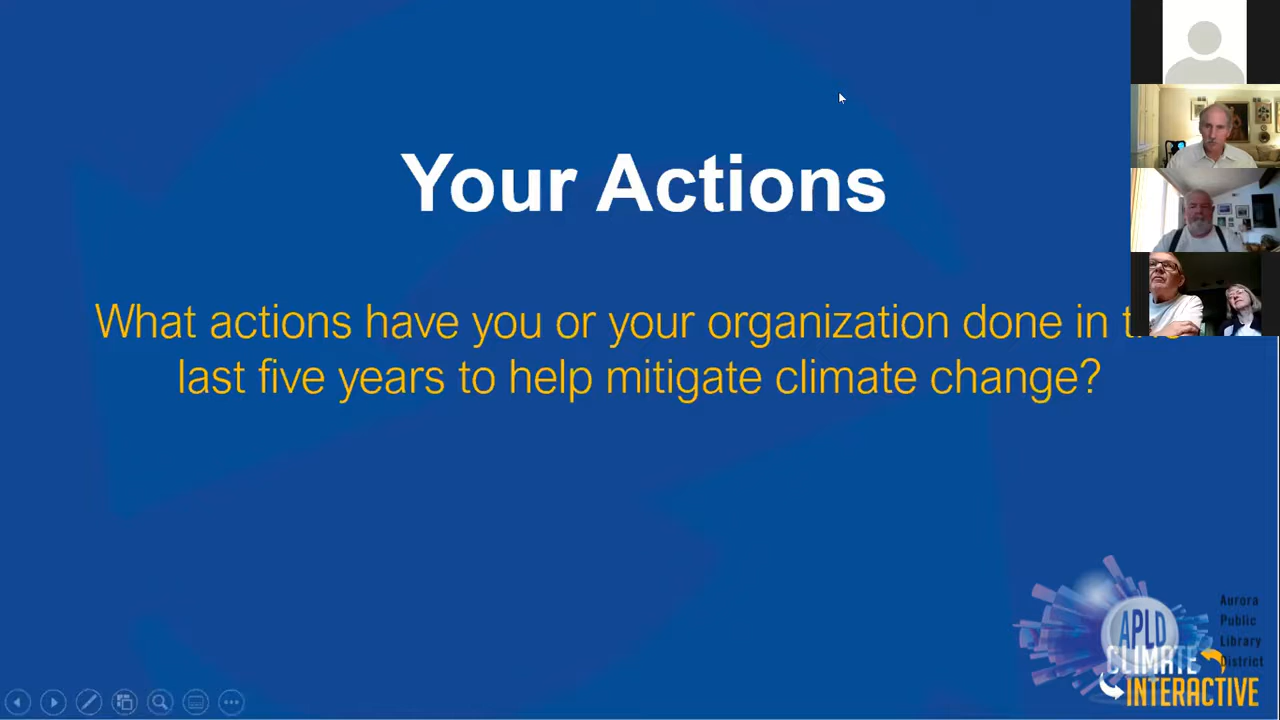 Your Actions
What actions have you or your organization done in the
last five years to help mitigate climate change?
Aurora
Public
APLD Library
District
CLIMATE
INTERACTIVE